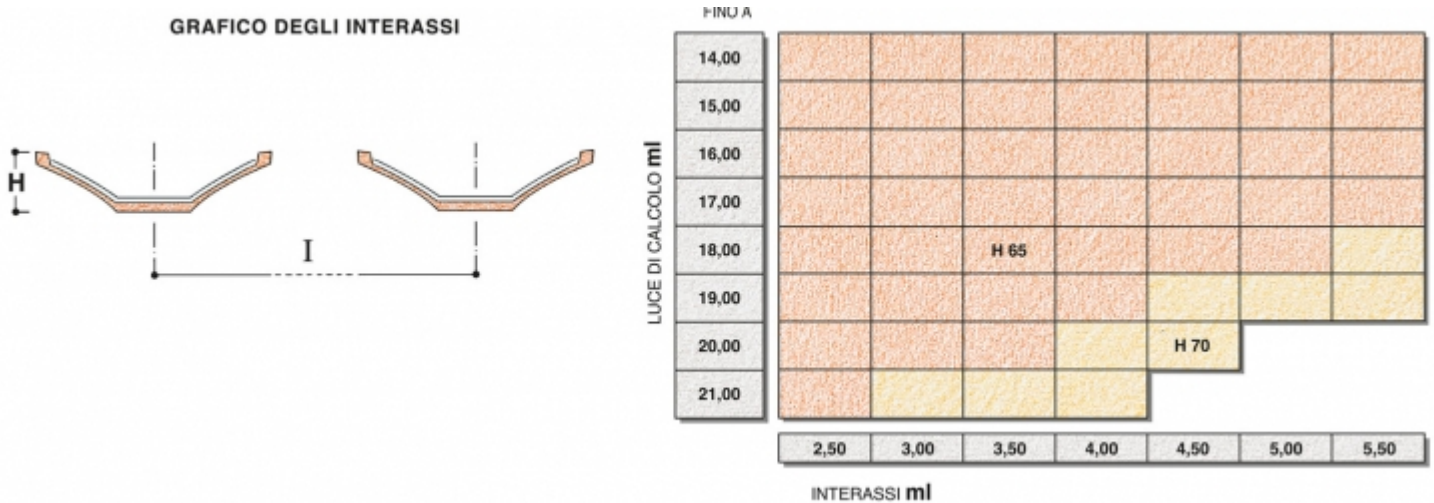 GRAFICO DEGLI INTERASSI
H
I
FINO A
LUCE DI CALCOLO ml
14,00
15,00
16,00
17,00
18,00
H 65
19,00
20,00
H 70
21,00
2,50 3,00 3,50 4,00 4,50 5,00 5,50
INTERASSI ml